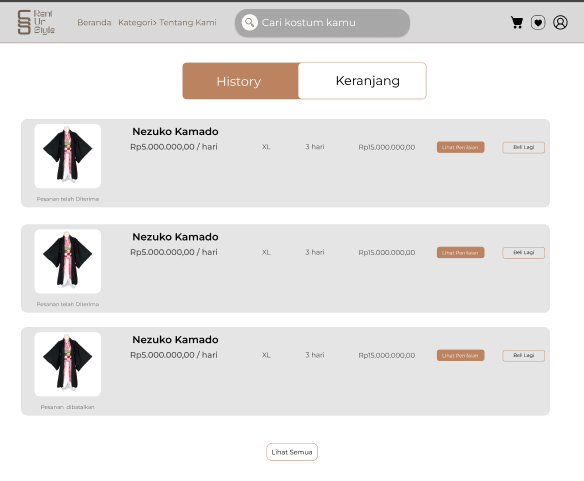 Rent
Ur
Style
Beranda Kategori> Tentang Kami
Cari kostum kamu
History
Keranjang
Nezuko Kamado
Rp5.000.000,00 / hari XL 3 hari Rp15.000.000,00 Lihat Penilaian Beli Lagi
Pesanan telah Diterima
Nezuko Kamado
Rp5.000.000,00 / hari XL 3 hari Rp15.000.000,00 Lihat Penilaian Beli Lagi
Pesanan telah Diterima
Nezuko Kamado
Rp5.000.000,00 / hari XL 3 hari Rp15.000.000,00 Lihat Penilaian Beli Lagi
Pesanan dibatalkan
Lihat Semua